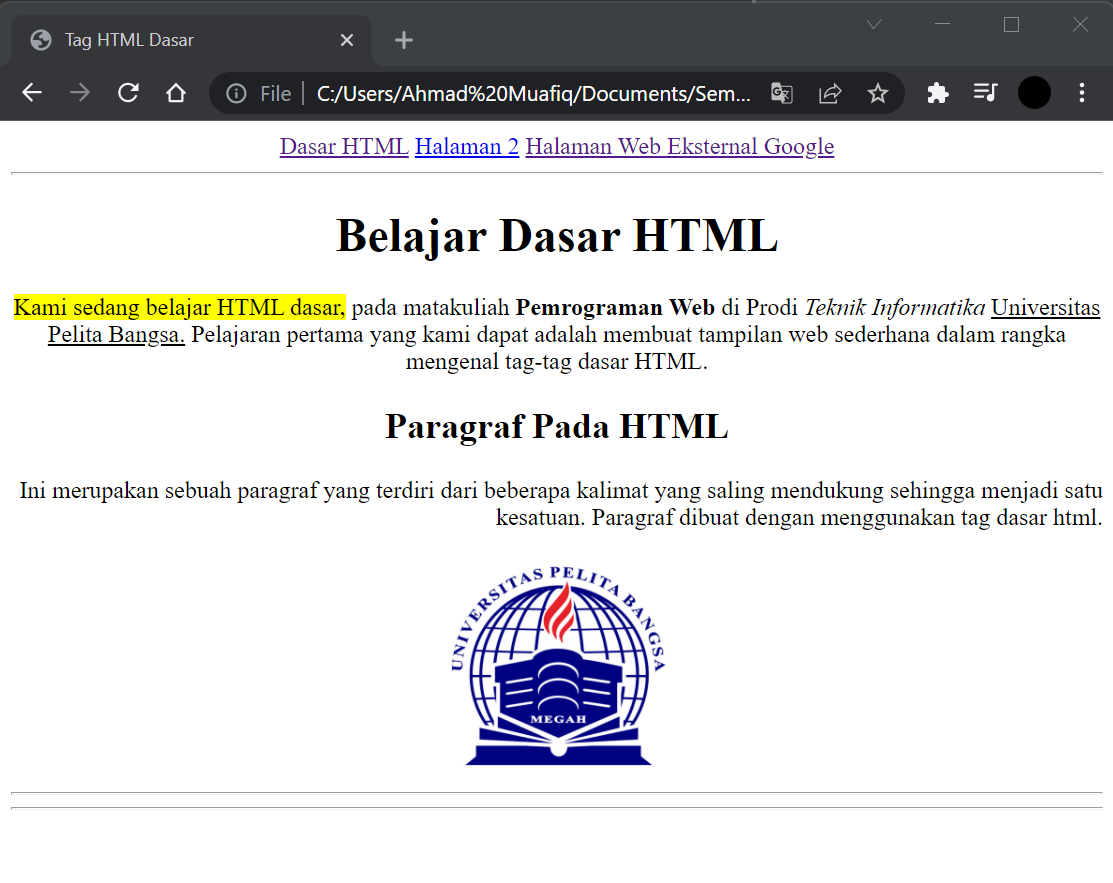 Tag HTML Dasar
File
C:/Users/Ahmad%20Muafiq/Documents/Sem...
Dasar HTML Halaman 2 Halaman Web Eksternal Google
Belajar Dasar HTML
Kami sedang belajar HTML dasar, pada matakuliah Pemrograman Web di Prodi Teknik Informatika Universitas
Pelita Bangsa. Pelajaran pertama yang kami dapat adalah membuat tampilan web sederhana dalam rangka
mengenal tag-tag dasar HTML.
Paragraf Pada HTML
Ini merupakan sebuah paragraf yang terdiri dari beberapa kalimat yang saling mendukung sehingga menjadi satu
kesatuan. Paragraf dibuat dengan menggunakan tag dasar html.
UNIVERSITAS PELITA BANGSA
MEGAH